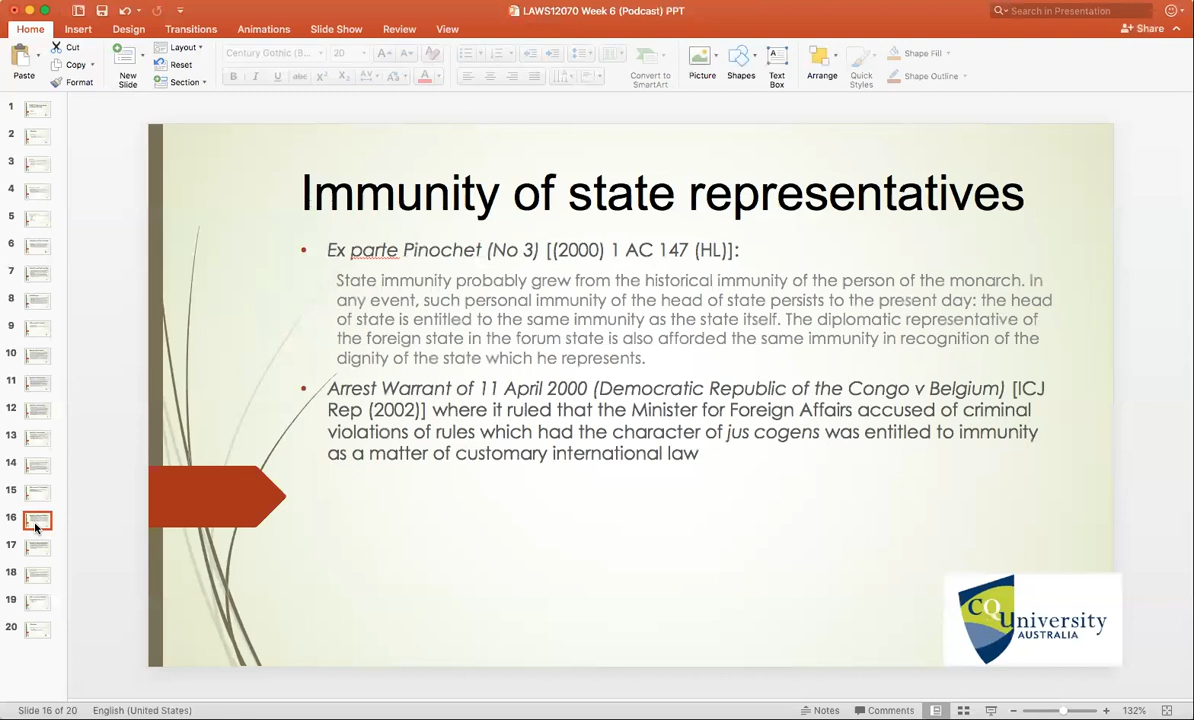 LAWS12070 Week 6 (Podcast) PPT
Search in Presentation
Home Insert Design Transitions Animations Slide Show Review View
Share
Paste
Cut
Copy
Format
New
Slide
Layout
Reset
Section
Century Gothic (B... 20
B I U abc X² X₂ AV Aa A
Convert to
SmartArt
Picture
Shapes
Text
Box
Arrange
Quick
Styles
Shape Fill
Shape Outline
1
2
3
4
5
6
7
8
9
10
11
12
13
14
15
16
17
18
19
20
Immunity of state representatives
• Ex parte Pinochet (No 3) [(2000) 1 AC 147 (HL)]:
State immunity probably grew from the historical immunity of the person of the monarch. In
any event, such personal immunity of the head of state persists to the present day: the head
of state is entitled to the same immunity as the state itself. The diplomatic representative of
the foreign state in the forum state is also afforded the same immunity in recognition of the
dignity of the state which he represents.
• Arrest Warrant of 11 April 2000 (Democratic Republic of the Congo v Belgium) [ICJ
Rep (2002)] where it ruled that the Minister for Foreign Affairs accused of criminal
violations of rules which had the character of jus cogens was entitled to immunity
as a matter of customary international law
CQUniversity
AUSTRALIA
Slide 16 of 20 English (United States)
Notes Comments 132%